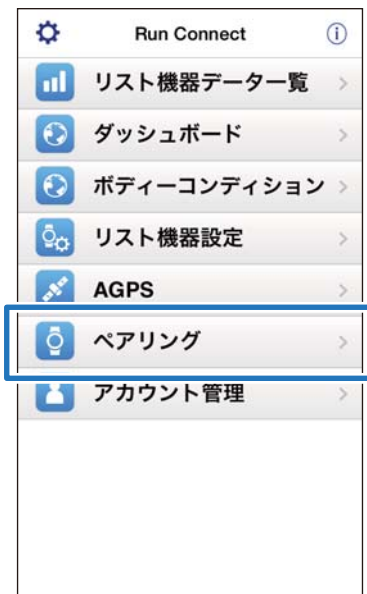 Run Connect
リスト機器データ一覧
ダッシュボード
ボディーコンディション
リスト機器設定
AGPS
ペアリング
アカウント管理